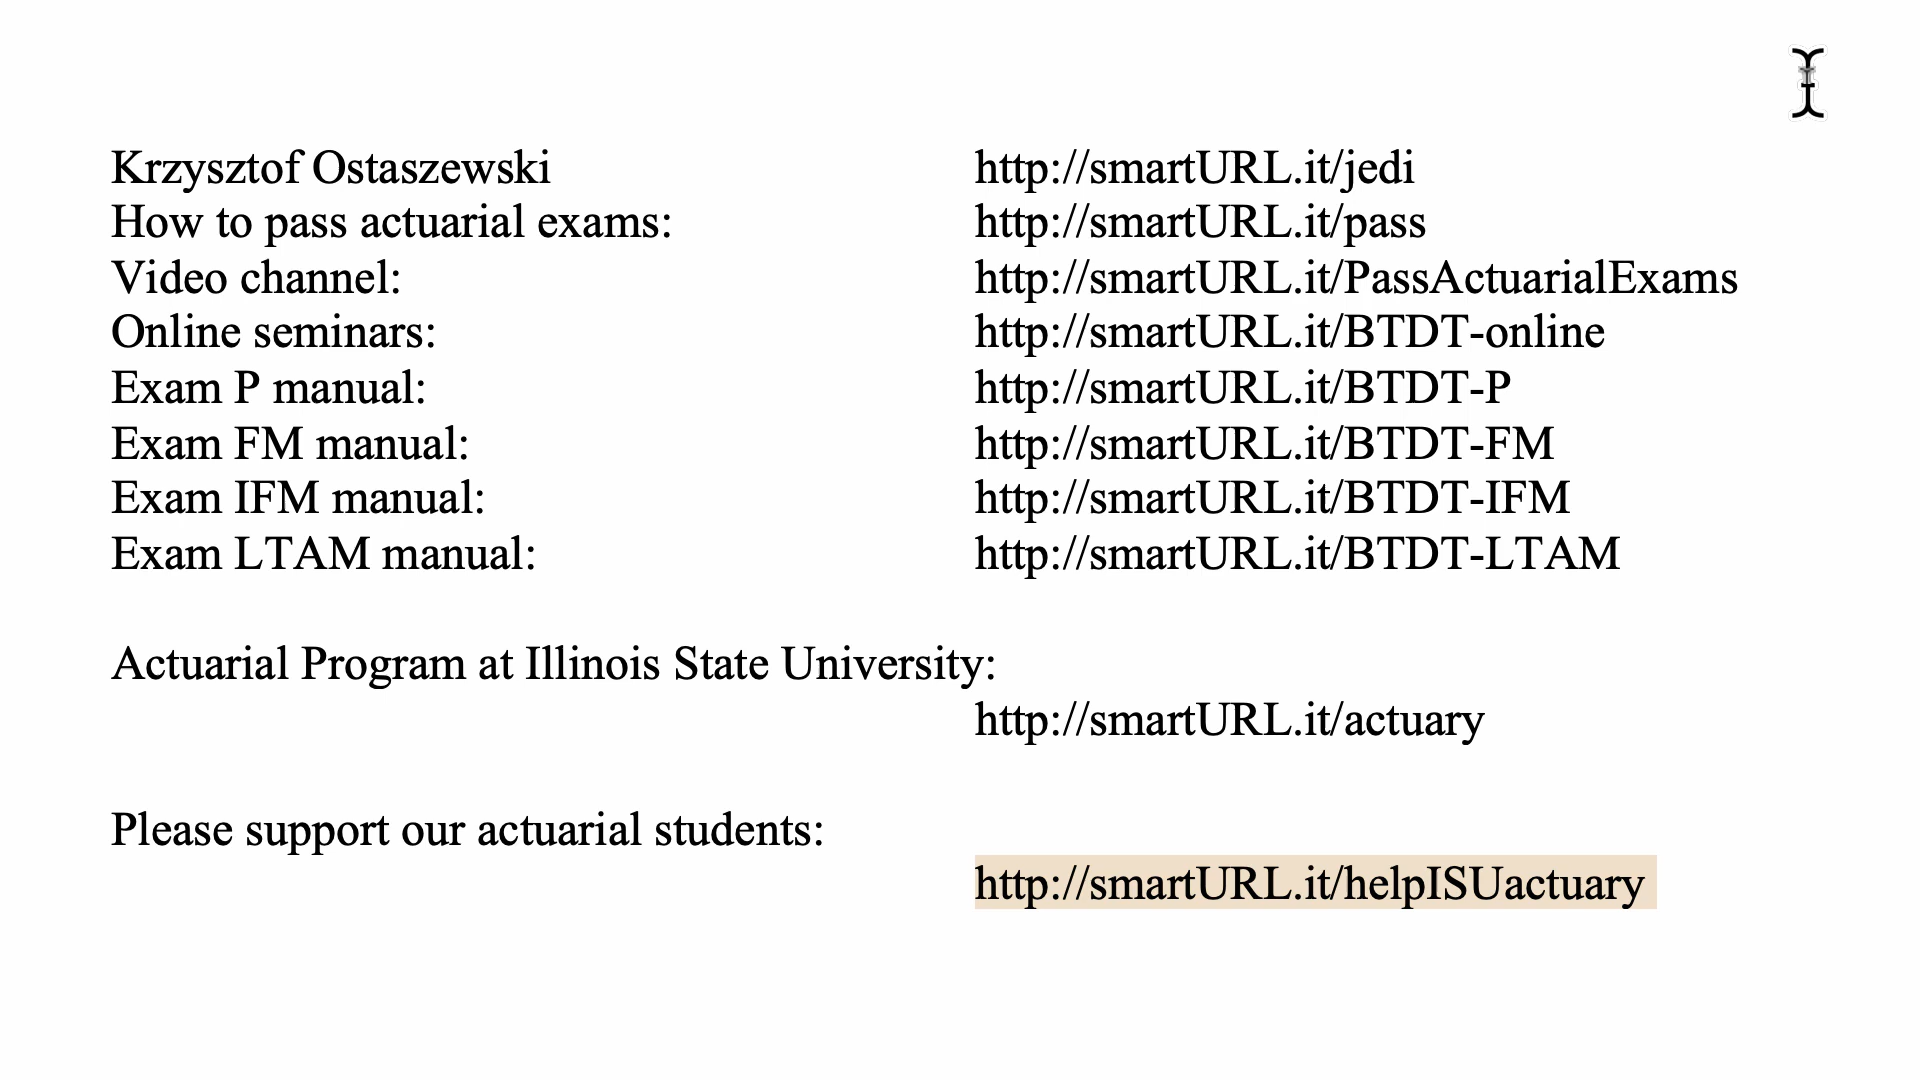 Krzysztof Ostaszewski http://smartURL.it/jedi
How to pass actuarial exams: http://smartURL.it/pass
Video channel: http://smartURL.it/PassActuarialExams
Online seminars: http://smartURL.it/BTDT-online
Exam P manual: http://smartURL.it/BTDT-P
Exam FM manual: http://smartURL.it/BTDT-FM
Exam IFM manual: http://smartURL.it/BTDT-IFM
Exam LTAM manual: http://smartURL.it/BTDT-LTAM
Actuarial Program at Illinois State University:
http://smartURL.it/actuary
Please support our actuarial students:
http://smartURL.it/helpISUactuary